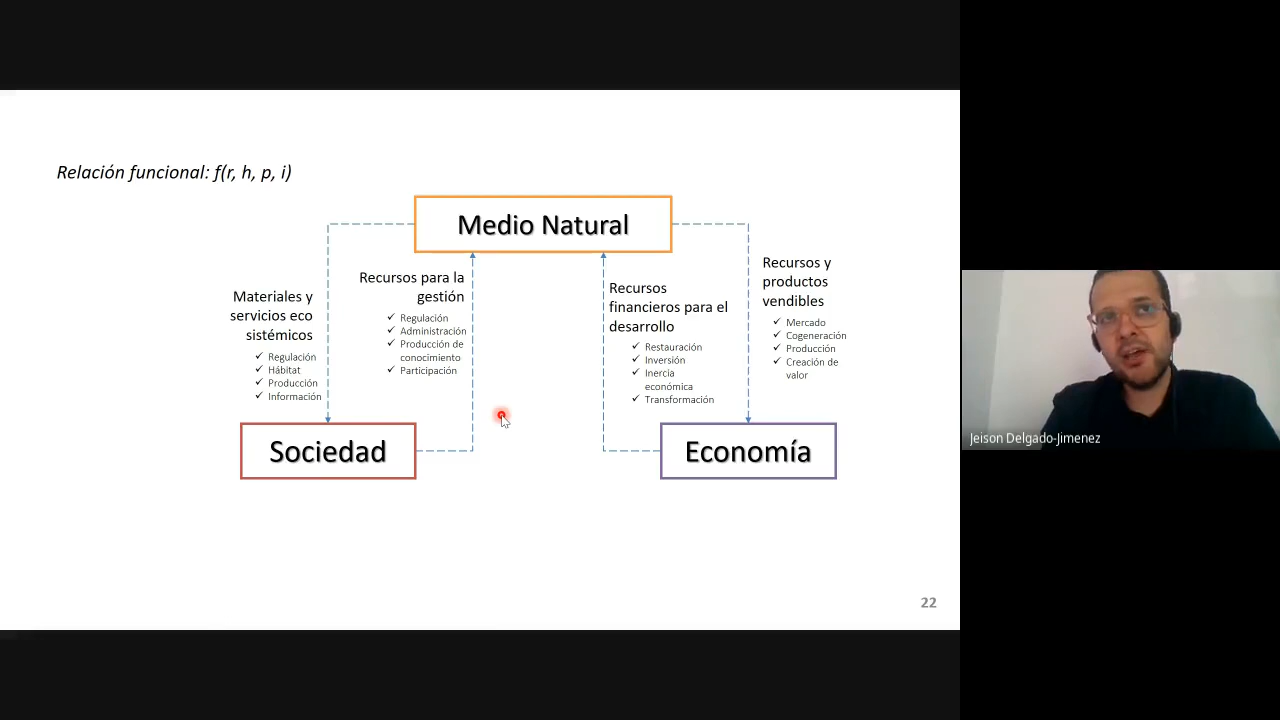 Relación funcional: f(r, h, p, i)
Medio Natural
Materiales y
servicios eco
sistémicos
Regulación
Hábitat
Producción
Información
Recursos para la
gestión
Regulación
Administración
Producción de
conocimiento
Participación
Recursos
financieros para el
desarrollo
Restauración
Inversión
Inercia
económica
Transformación
Recursos y
productos
vendibles
Mercado
Cogeneración
Producción
Creación de
valor
Sociedad
Economía
22
Jeison Delgado-Jimenez